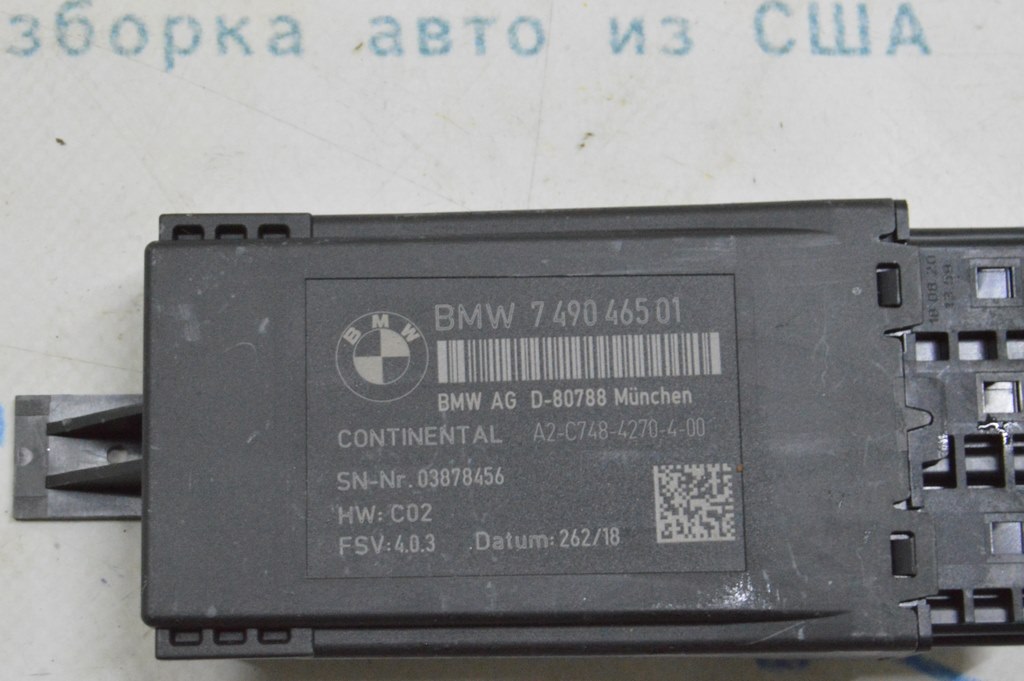 зборка авто из США
BMW
BMW 7 490 465 01
BMW AG D-80788 München
CONTINENTAL A2-C748-4270-4-00
SN-Nr. 03878456
HW: C02
FSV: 4.0.3 Datum: 262/18